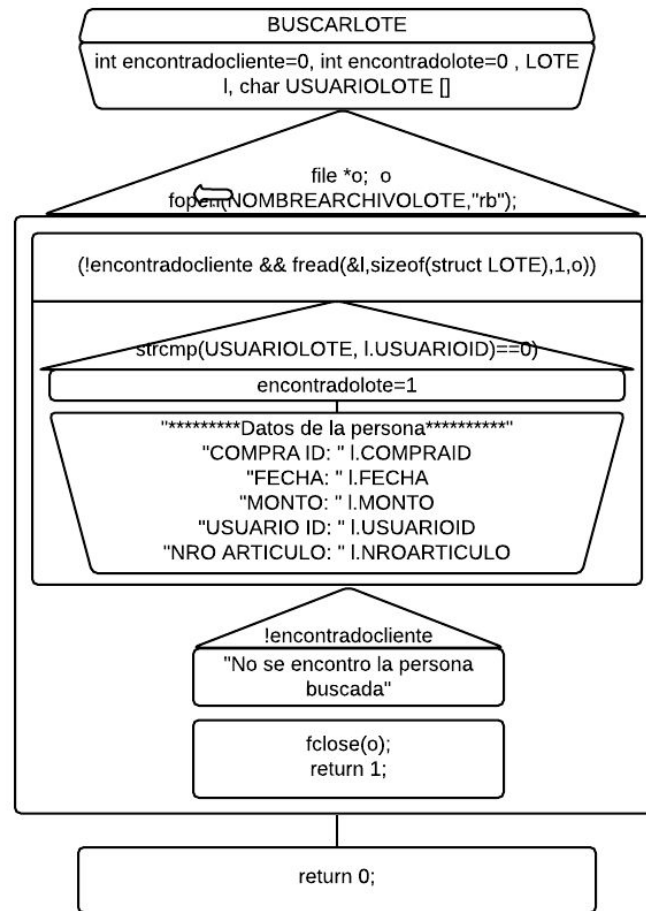 BUSCARLOTE
int encontradocliente=0, int encontradolote=0 , LOTE
l, char USUARIOLOTE []
file *o; o
fopen(NOMBREARCHIVOLOTE,"rb");
(!encontradocliente && fread(&l,sizeof(struct LOTE),1,o))
strcmp(USUARIOLOTE, l.USUARIOID)==0)
encontradolote=1
"*********Datos de la persona**********"
"COMPRA ID: " l.COMPRAID
"FECHA: " l.FECHA
"MONTO: " l.MONTO
"USUARIO ID: " l.USUARIOID
"NRO ARTICULO: " l.NROARTICULO
!encontradocliente
"No se encontro la persona
buscada"
fclose(o);
return 1;
return 0;